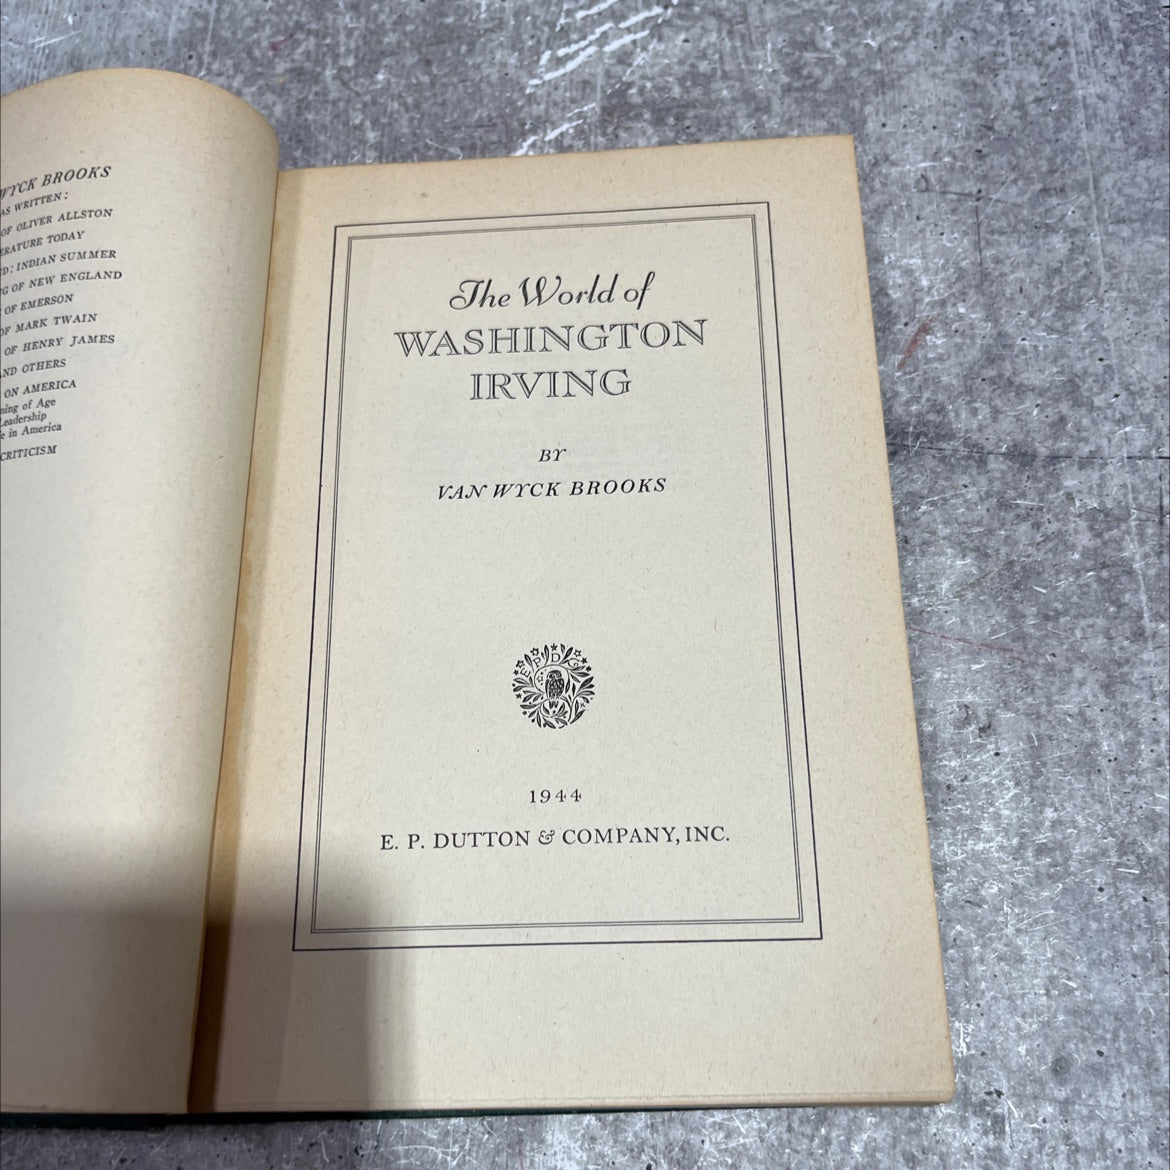 WYCK BROOKS
AS WRITTEN:
OF OLIVER ALLSTON
ERATURE TODAY
D: INDIAN SUMMER
G OF NEW ENGLAND
OF EMERSON
OF MARK TWAIN
OF HENRY JAMES
AND OTHERS
ON AMERICA
ming of Age
Leadership
e in America
CRITICISM
The World of
WASHINGTON
IRVING
BY
VAN WYCK BROOKS
EPDCo
1944
E. P. DUTTON & COMPANY, INC.